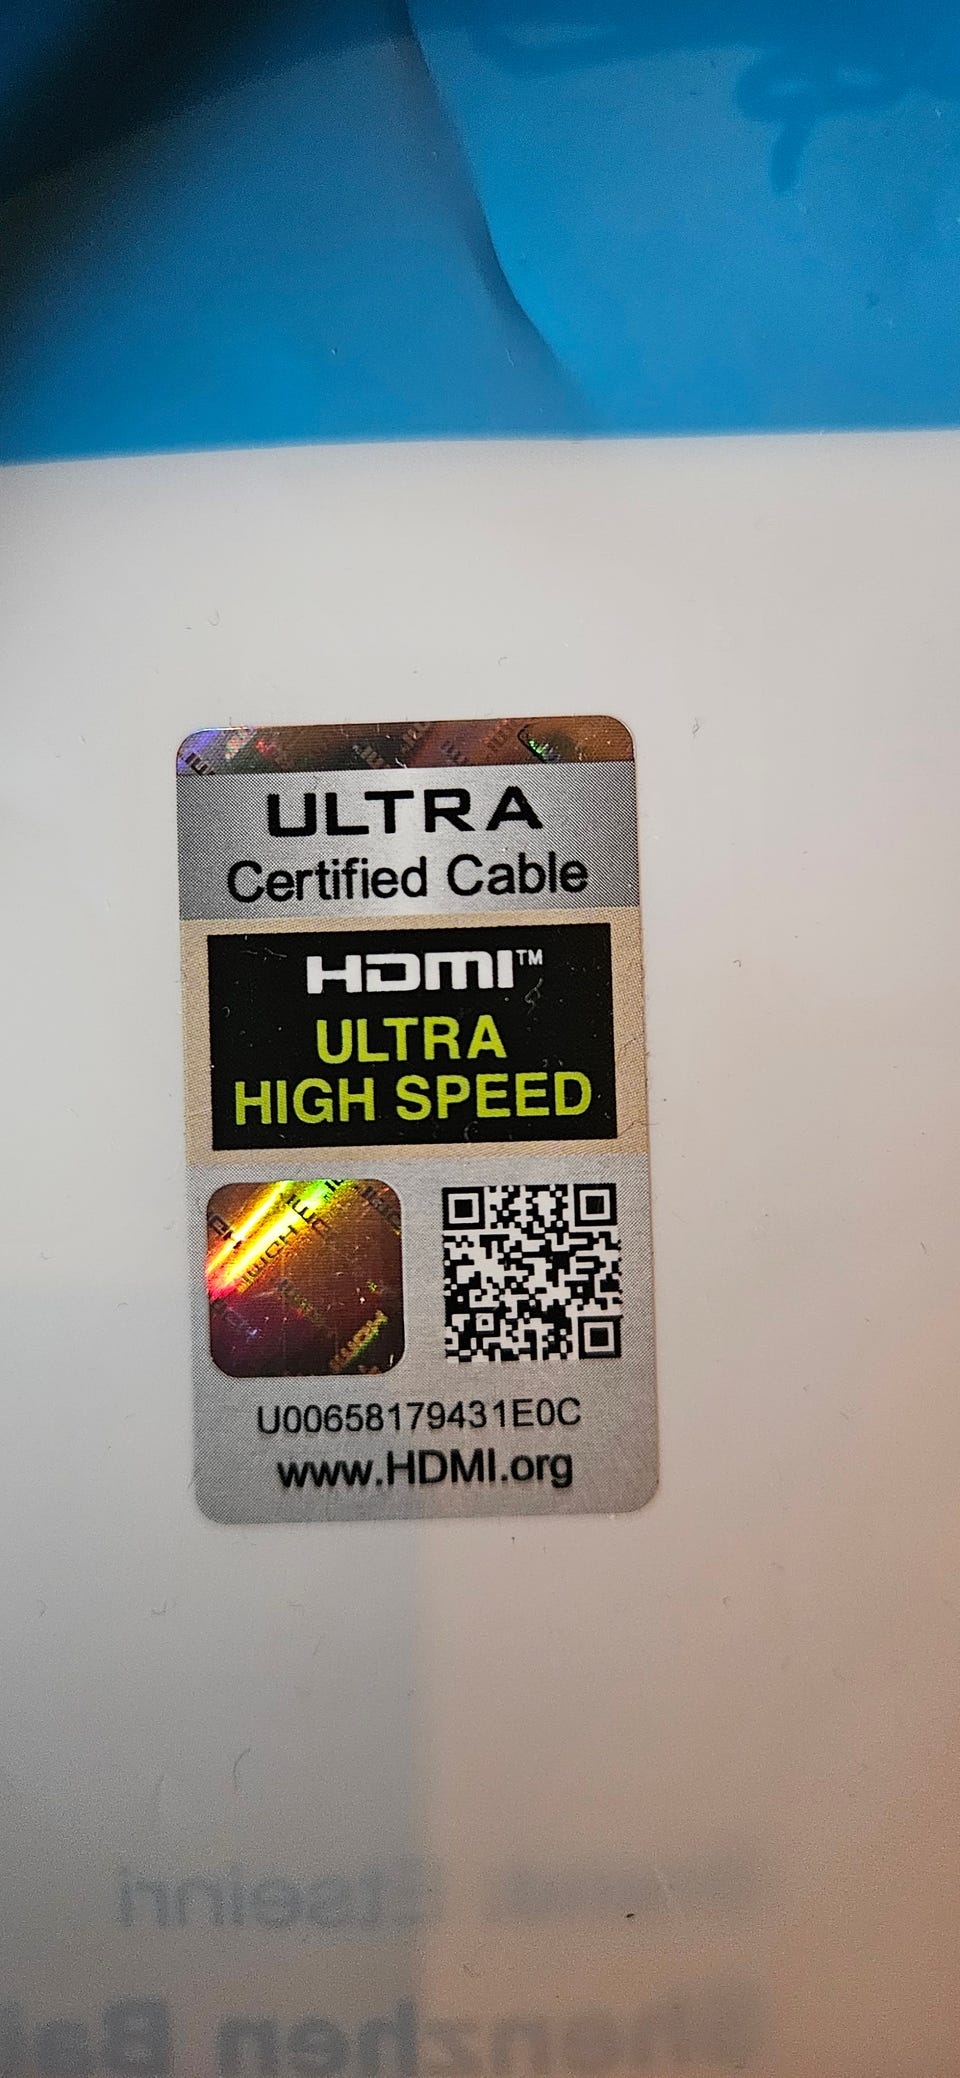 ULTRA
Certified Cable
HDMI™
ULTRA
HIGH SPEED
U00658179431E0C
www.HDMI.org